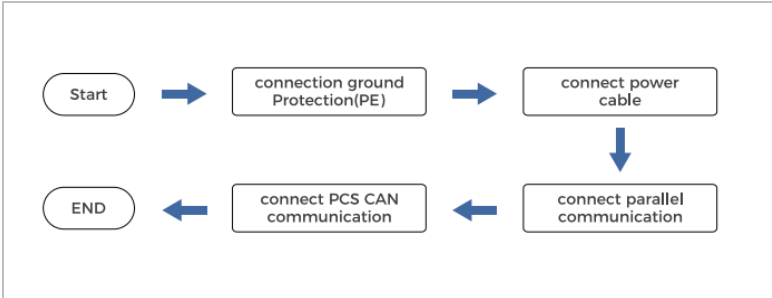 Start
connection ground
Protection(PE)
connect power
cable
connect parallel
communication
connect PCS CAN
communication
END